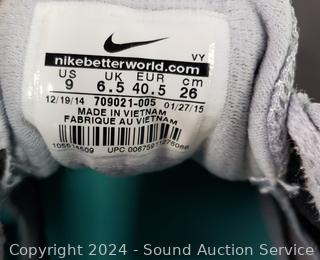 VY
nikebetterworld.com
US UK EUR cm
9 6.5 40.5 26
12/19/14 709021-005 01/27/15
MADE IN VIETNAM
FABRIQUE AU VIETNAM
UPC
Copyright © 2024 - Sound Auction Service